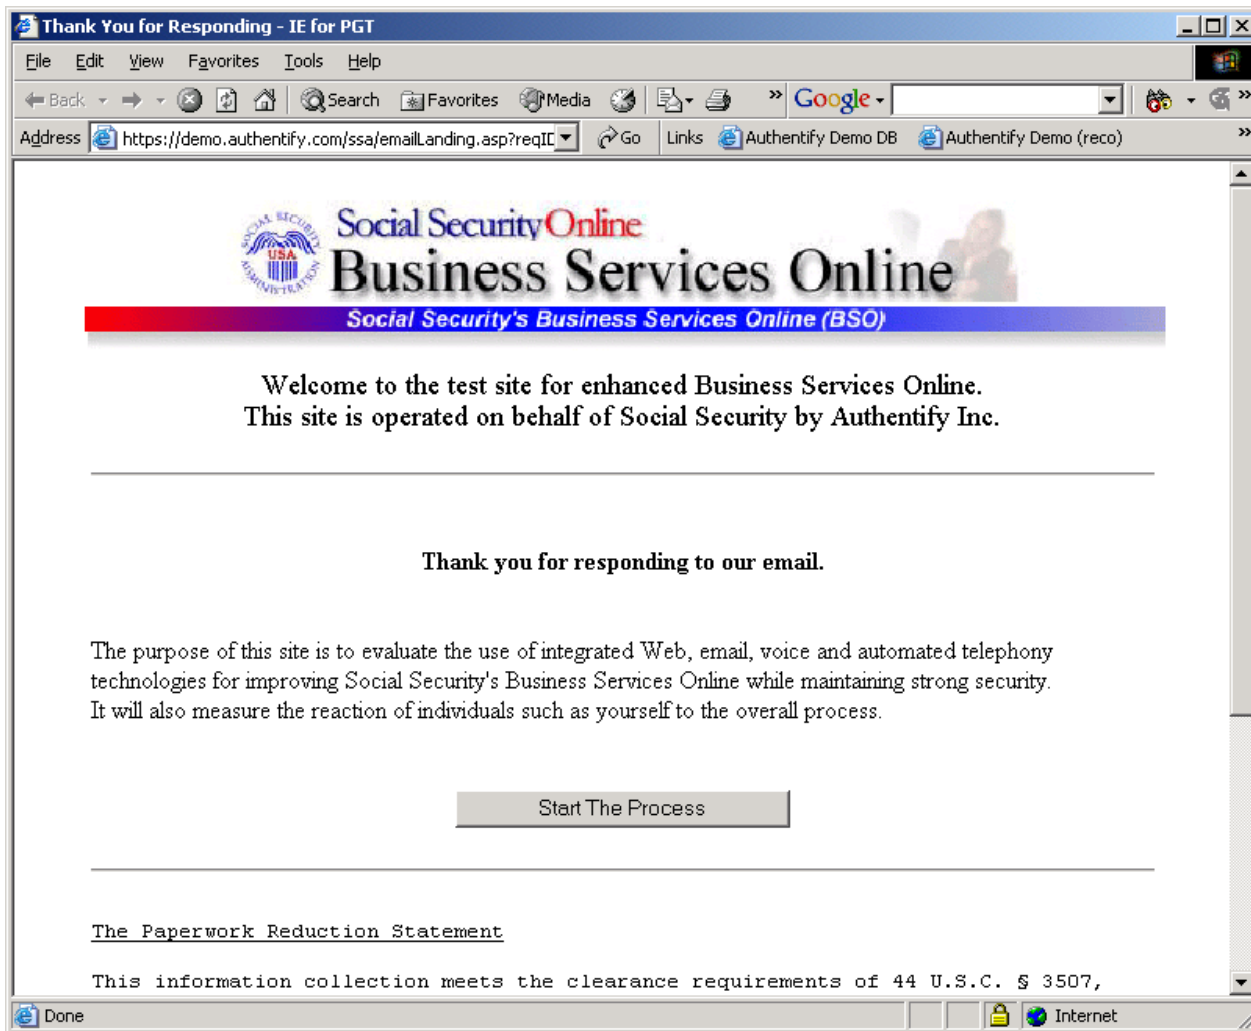 Thank You for Responding - IE for PGT
File Edit View Favorites Tools Help
Back Search Favorites Media » Google »
Address https://demo.authentify.com/ssa/emailLanding.asp?reqID Go Links Authentify Demo DB Authentify Demo (reco) »
SOCIAL SECURITY ADMINISTRATION
USA
Social Security Online
Business Services Online
Social Security's Business Services Online (BSO)
Welcome to the test site for enhanced Business Services Online.
This site is operated on behalf of Social Security by Authentify Inc.
Thank you for responding to our email.
The purpose of this site is to evaluate the use of integrated Web, email, voice and automated telephony
technologies for improving Social Security's Business Services Online while maintaining strong security.
It will also measure the reaction of individuals such as yourself to the overall process.
Start The Process
The Paperwork Reduction Statement
This information collection meets the clearance requirements of 44 U.S.C. § 3507,
Done Internet